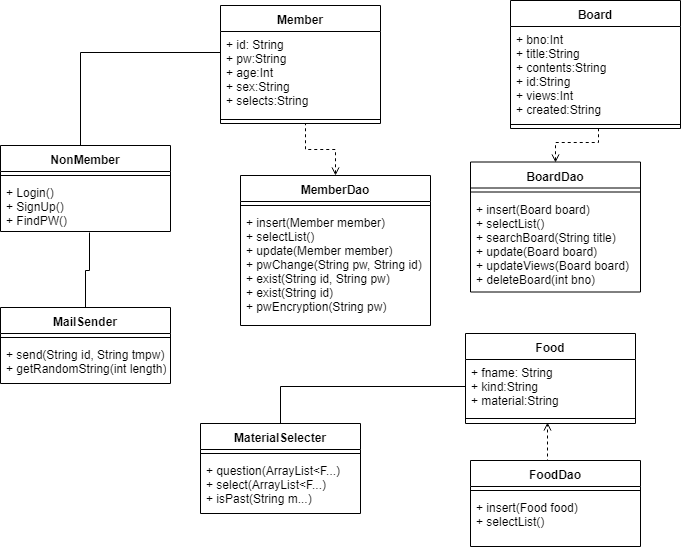 Member
+ id: String
+ pw:String
+ age:Int
+ sex:String
+ selects:String
Board
+ bno:Int
+ title:String
+ contents:String
+ id:String
+ views:Int
+ created:String
NonMember
+ Login()
+ SignUp()
+ FindPW()
MemberDao
+ insert(Member member)
+ selectList()
+ update(Member member)
+ pwChange(String pw, String id)
+ exist(String id, String pw)
+ exist(String id)
+ pwEncryption(String pw)
BoardDao
+ insert(Board board)
+ selectList()
+ searchBoard(String title)
+ update(Board board)
+ updateViews(Board board)
+ deleteBoard(int bno)
MailSender
+ send(String id, String tmpw)
+ getRandomString(int length)
Food
+ fname: String
+ kind:String
+ material:String
MaterialSelecter
+ question(ArrayList<F...)
+ select(ArrayList<F...)
+ isPast(String m...)
FoodDao
+ insert(Food food)
+ selectList()